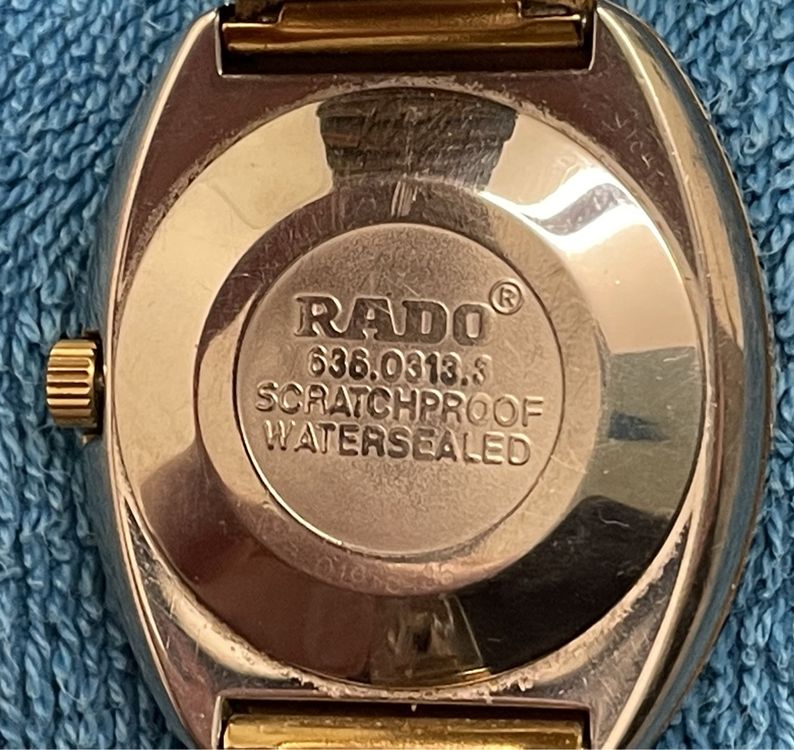 RADO®
636.0313.3
SCRATCHPROOF
WATERSEALED